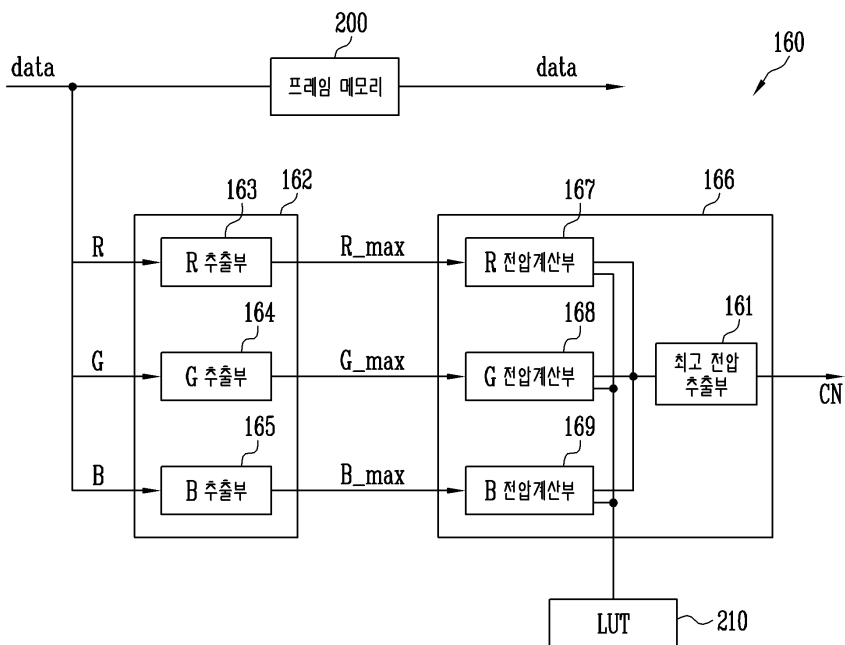 200
160
data
프레임 메모리
data
162
163
167
166
R
R 추출부
R_max
R 전압계산부
164
168
161
G
G 추출부
G_max
G 전압계산부
최고 전압
추출부
CN
165
169
B
B 추출부
B_max
B 전압계산부
LUT
210